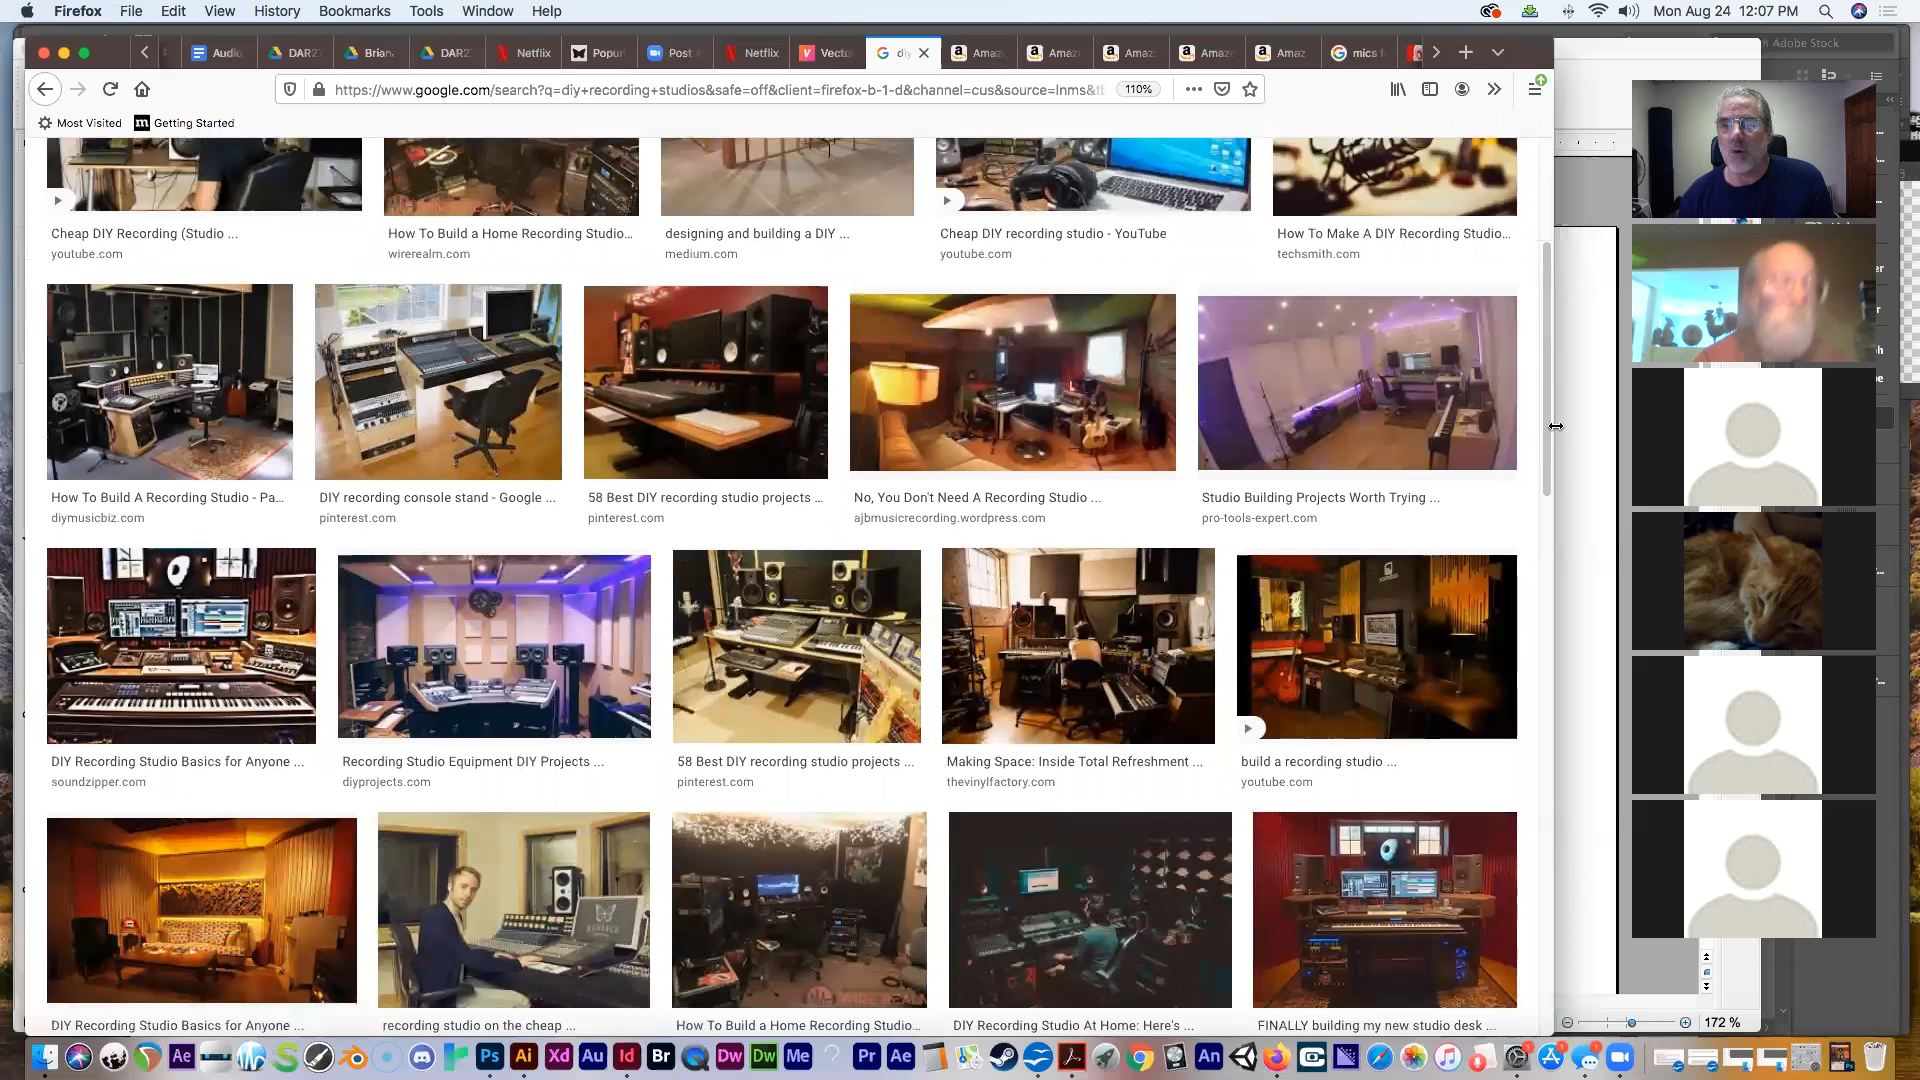 Firefox File Edit View History Bookmarks Tools Window Help
Mon Aug 24 12:07 PM
Audio
DAR2
Brian
DAR2
Netflix
Popu
Post
Netflix
Vecto
diy
Amaz
Amaz
Amaz
Amaz
Amaz
mics f
n Adobe Stock
https://www.google.com/search?q=diy+recording+studios&safe=off&client=firefox-b-1-d&channel=cus&source=lnms&t
110%
Most Visited
m
Getting Started
Cheap DIY Recording (Studio ...
youtube.com
How To Build a Home Recording Studio...
wirerealm.com
designing and building a DIY ...
medium.com
Cheap DIY recording studio - YouTube
youtube.com
How To Make A DIY Recording Studio...
techsmith.com
How To Build A Recording Studio - Pa...
diymusicbiz.com
DIY recording console stand - Google ...
pinterest.com
58 Best DIY recording studio projects ...
pinterest.com
No, You Don't Need A Recording Studio ...
ajbmusicrecording.wordpress.com
Studio Building Projects Worth Trying ...
pro-tools-expert.com
DIY Recording Studio Basics for Anyone ...
soundzipper.com
Recording Studio Equipment DIY Projects ...
diyprojects.com
58 Best DIY recording studio projects ...
pinterest.com
Making Space: Inside Total Refreshment ...
thevinylfactory.com
build a recording studio ...
youtube.com
DIY Recording Studio Basics for Anyone ...
recording studio on the cheap ...
How To Build a Home Recording Studio...
DIY Recording Studio At Home: Here's ...
FINALLY building my new studio desk ...
172 %
Ae
Ps
Ai
Xd
Au
Id
Br
Dw
Dw
Me
Pr
Ae
An